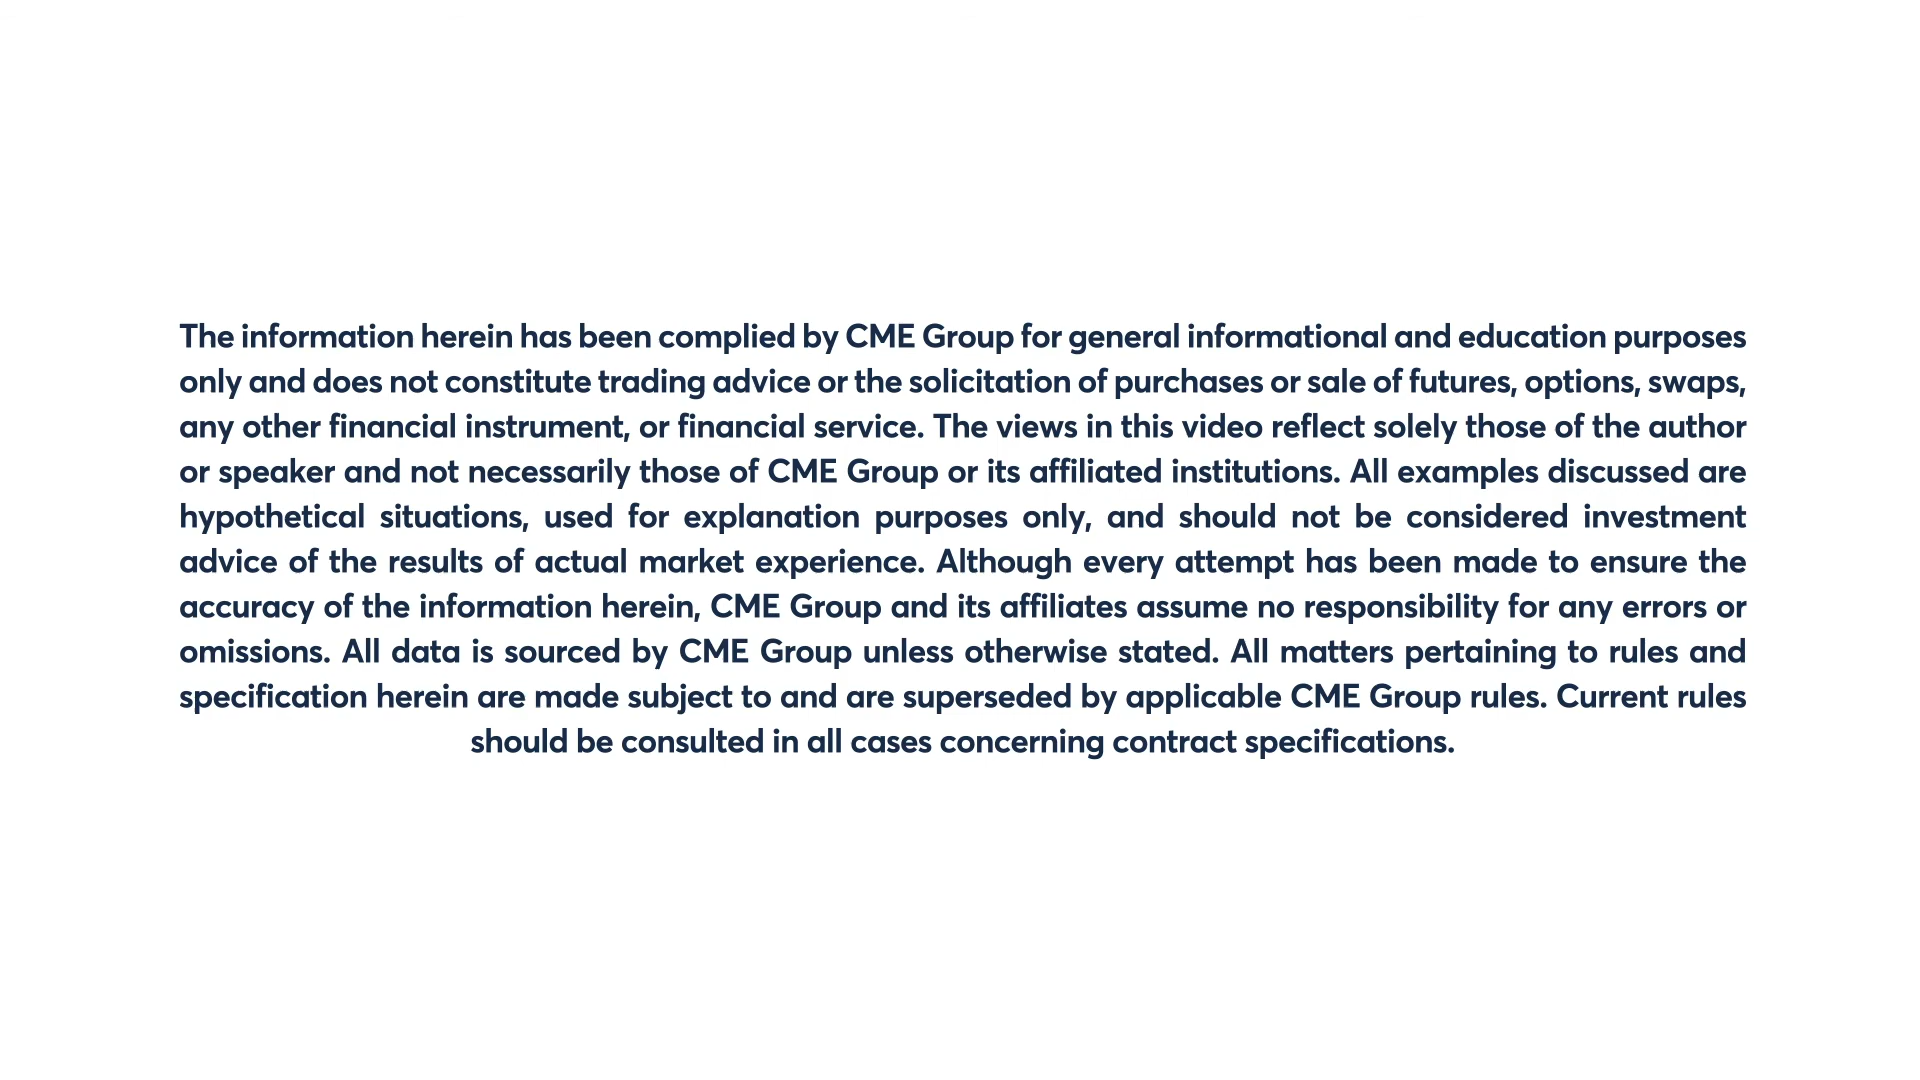 The information herein has been complied by CME Group for general informational and education purposes
only and does not constitute trading advice or the solicitation of purchases or sale of futures, options, swaps,
any other financial instrument, or financial service. The views in this video reflect solely those of the author
or speaker and not necessarily those of CME Group or its affiliated institutions. All examples discussed are
hypothetical situations, used for explanation purposes only, and should not be considered investment
advice of the results of actual market experience. Although every attempt has been made to ensure the
accuracy of the information herein, CME Group and its affiliates assume no responsibility for any errors or
omissions. All data is sourced by CME Group unless otherwise stated. All matters pertaining to rules and
specification herein are made subject to and are superseded by applicable CME Group rules. Current rules
should be consulted in all cases concerning contract specifications.